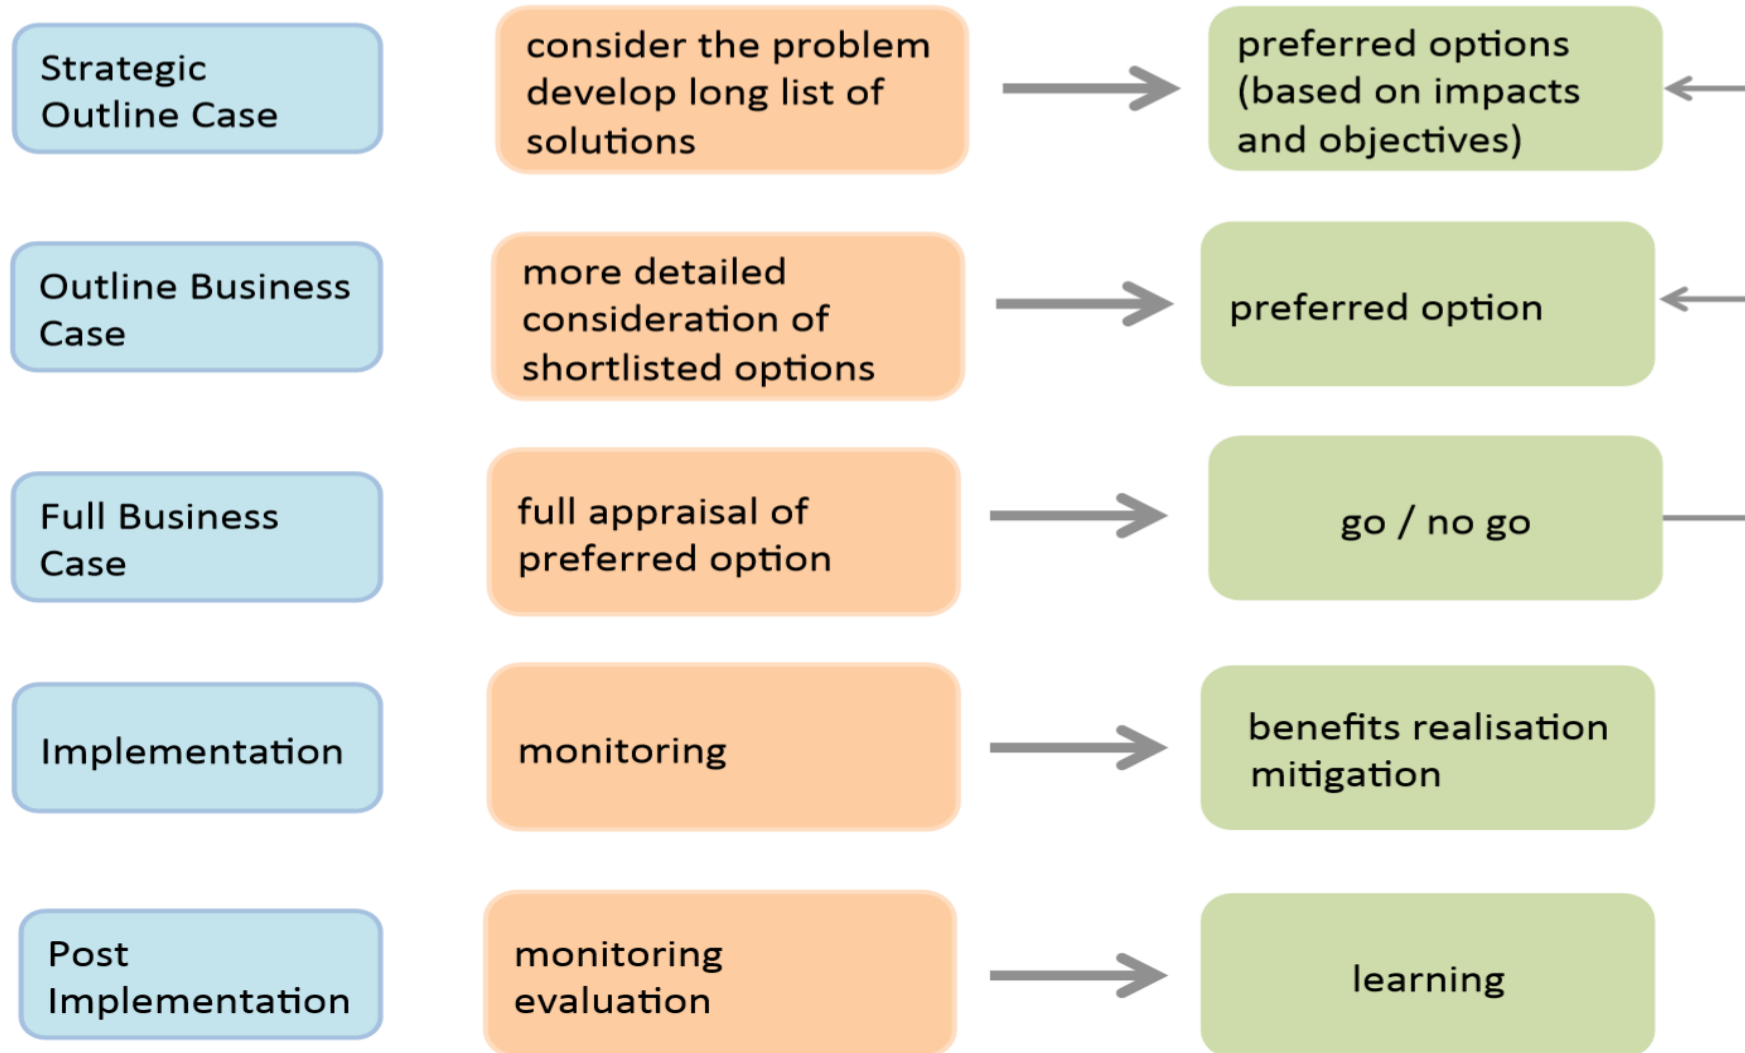 Strategic
Outline Case
consider the problem
develop long list of
solutions
preferred options
(based on impacts
and objectives)
Outline Business
Case
more detailed
consideration of
shortlisted options
preferred option
Full Business
Case
full appraisal of
preferred option
go / no go
Implementation
monitoring
benefits realisation
mitigation
Post
Implementation
monitoring
evaluation
learning